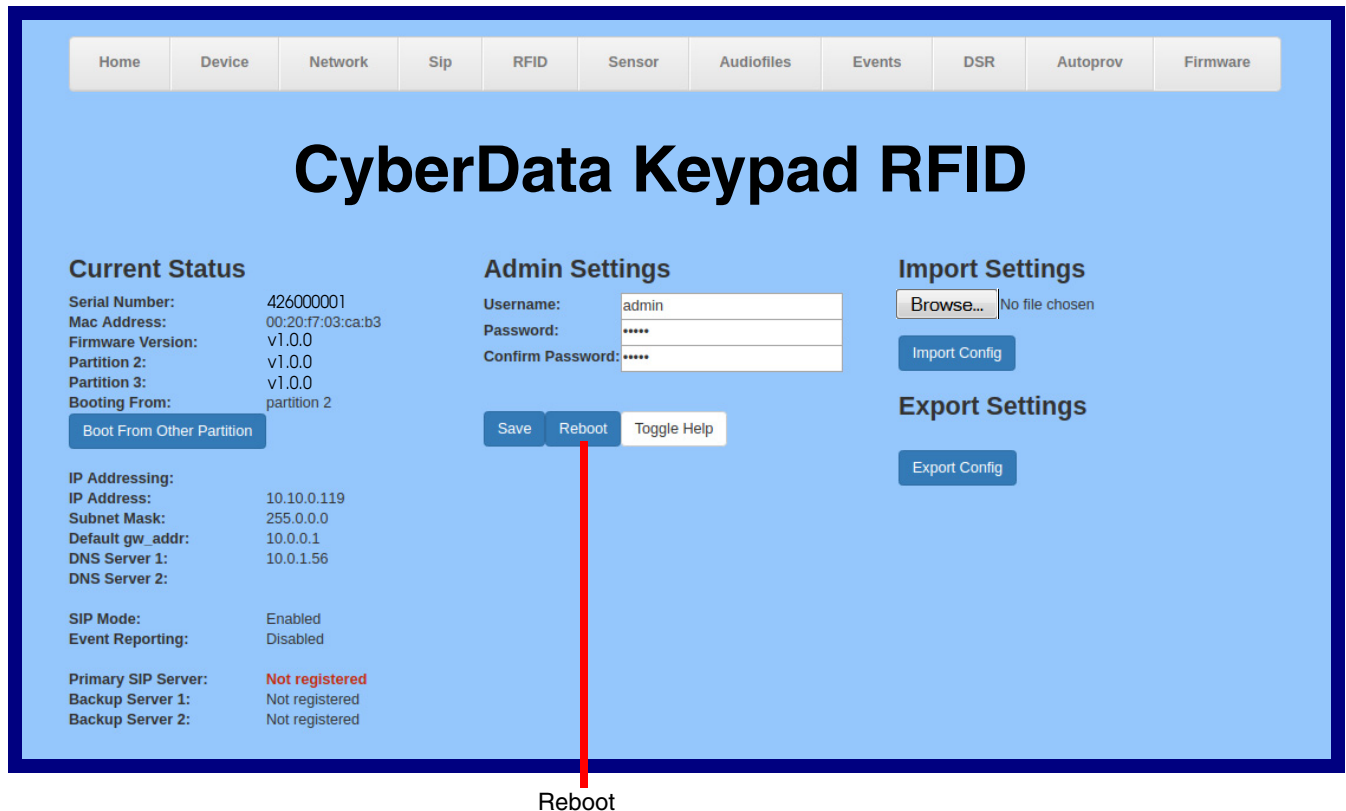 Home Device Network Sip RFID Sensor Audiofiles Events DSR Autoprov Firmware
CyberData Keypad RFID
Current Status
Serial Number: 426000001
Mac Address: 00:20:f7:03:ca:b3
Firmware Version: v1.0.0
Partition 2: v1.0.0
Partition 3: v1.0.0
Booting From: partition 2
Boot From Other Partition
IP Addressing:
IP Address: 10.10.0.119
Subnet Mask: 255.0.0.0
Default gw_addr: 10.0.0.1
DNS Server 1: 10.0.1.56
DNS Server 2:
SIP Mode: Enabled
Event Reporting: Disabled
Primary SIP Server: Not registered
Backup Server 1: Not registered
Backup Server 2: Not registered
Admin Settings
Username: admin
Password: •••••
Confirm Password: •••••
Save Reboot Toggle Help
Import Settings
Browse... No file chosen
Import Config
Export Settings
Export Config
Reboot